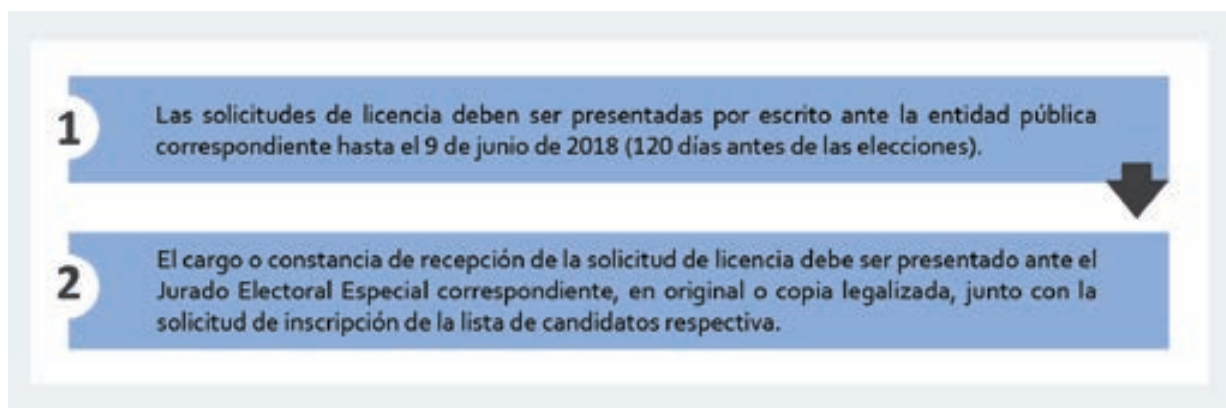 1
Las solicitudes de licencia deben ser presentadas por escrito ante la entidad pública
correspondiente hasta el 9 de junio de 2018 (120 días antes de las elecciones).
2
El cargo o constancia de recepción de la solicitud de licencia debe ser presentado ante el
Jurado Electoral Especial correspondiente, en original o copia legalizada, junto con la
solicitud de inscripción de la lista de candidatos respectiva.